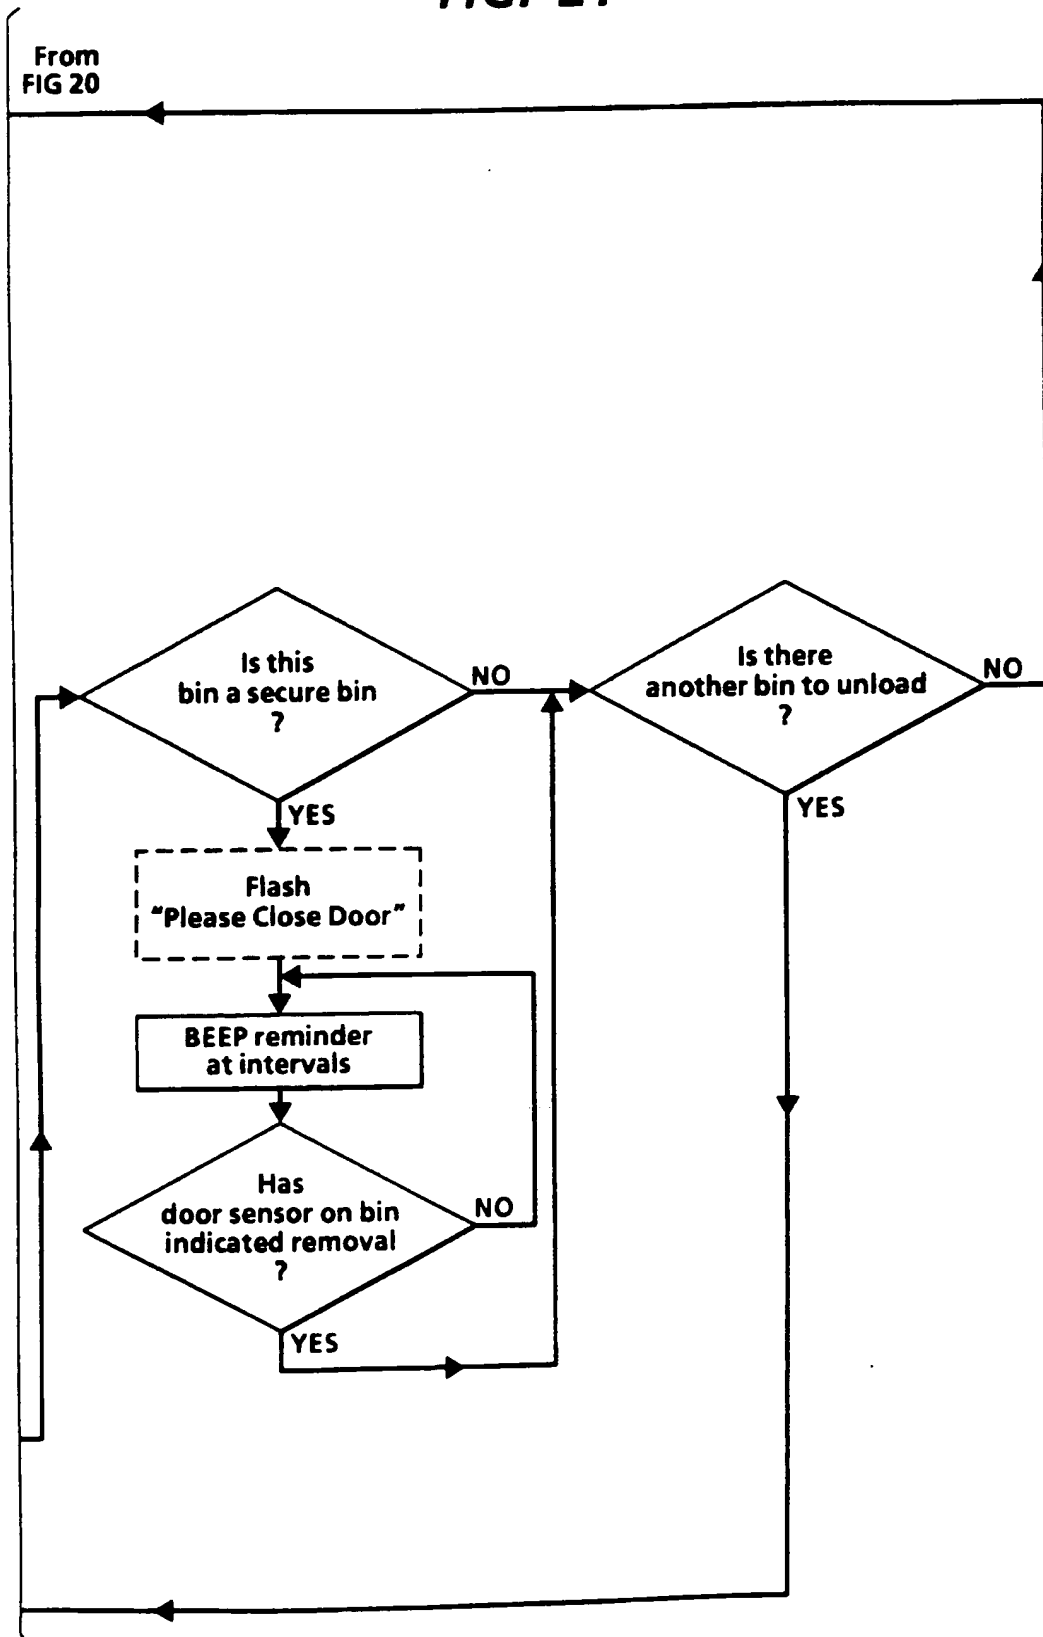 From
FIG 20
Is this
bin a secure bin
?
NO
YES
Is there
another bin to unload
?
NO
YES
Flash
"Please Close Door"
BEEP reminder
at intervals
Has
door sensor on bin
indicated removal
?
NO
YES